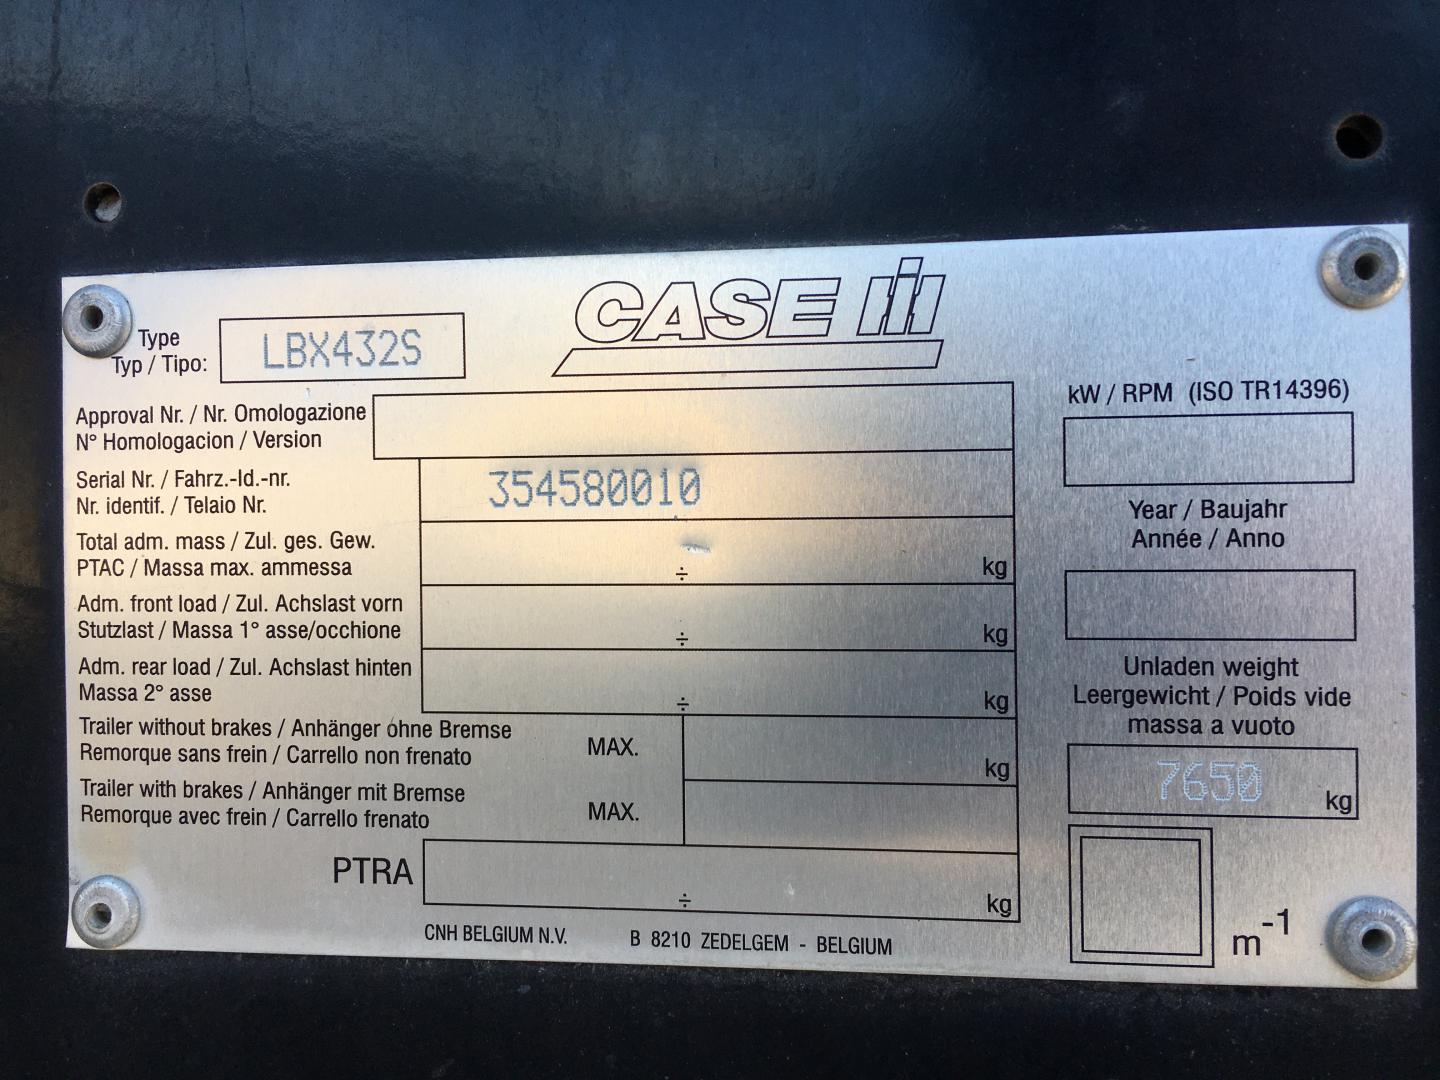 CASE III
Type
Typ / Tipo:
LBX432S
Approval Nr. / Nr. Omologazione
N° Homologacion / Version
Serial Nr. / Fahrz.-Id.-nr.
Nr. identif. / Telaio Nr.
354580010
Total adm. mass / Zul. ges. Gew.
PTAC / Massa max. ammessa
÷ kg
Adm. front load / Zul. Achslast vorn
Stutzlast / Massa 1° asse/occhione
÷ kg
Adm. rear load / Zul. Achslast hinten
Massa 2° asse
÷ kg
Trailer without brakes / Anhänger ohne Bremse
Remorque sans frein / Carrello non frenato
MAX. kg
Trailer with brakes / Anhänger mit Bremse
Remorque avec frein / Carrello frenato
MAX.
PTRA ÷ kg
CNH BELGIUM N.V. B 8210 ZEDELGEM - BELGIUM
kW / RPM (ISO TR14396)
Year / Baujahr
Année / Anno
Unladen weight
Leergewicht / Poids vide
massa a vuoto
7650 kg
m-1